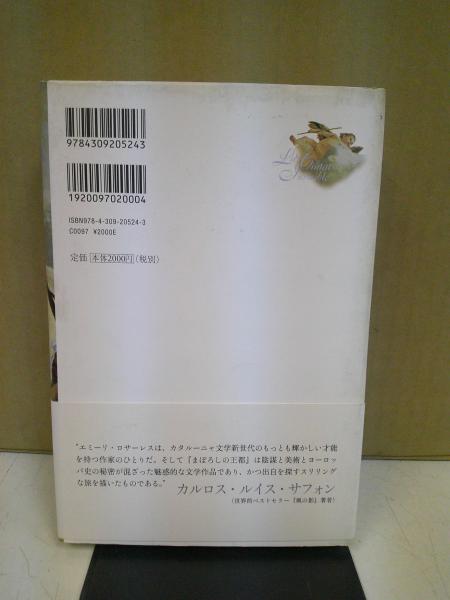 9784309205243
1920097020004
ISBN978-4-309-20524-3
C0097 ¥2000E
定価 本体2000円(税別)
“エミーリ・ロサーレスは、カタルーニャ文学新世代のもっとも輝かしい才能
を持つ作家のひとりだ。そして『まぼろしの王都』は陰謀と美術とヨーロッ
パ史の秘密が混ざった魅惑的な文学作品であり、かつ出自を探すスリリング
な旅を描いたものである。”
カルロス・ルイス・サフォン
(世界的ベストセラー『風の影』著者)